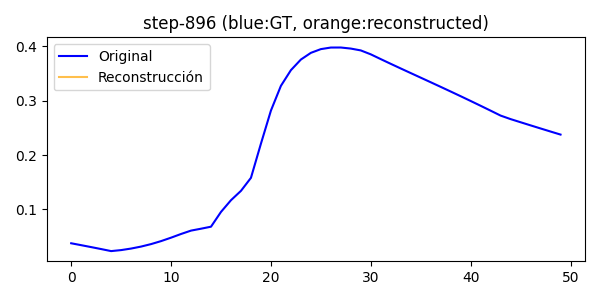 step-896 (blue:GT, orange:reconstructed)
Original
Reconstrucción
0.4
0.3
0.2
0.1
0 10 20 30 40 50